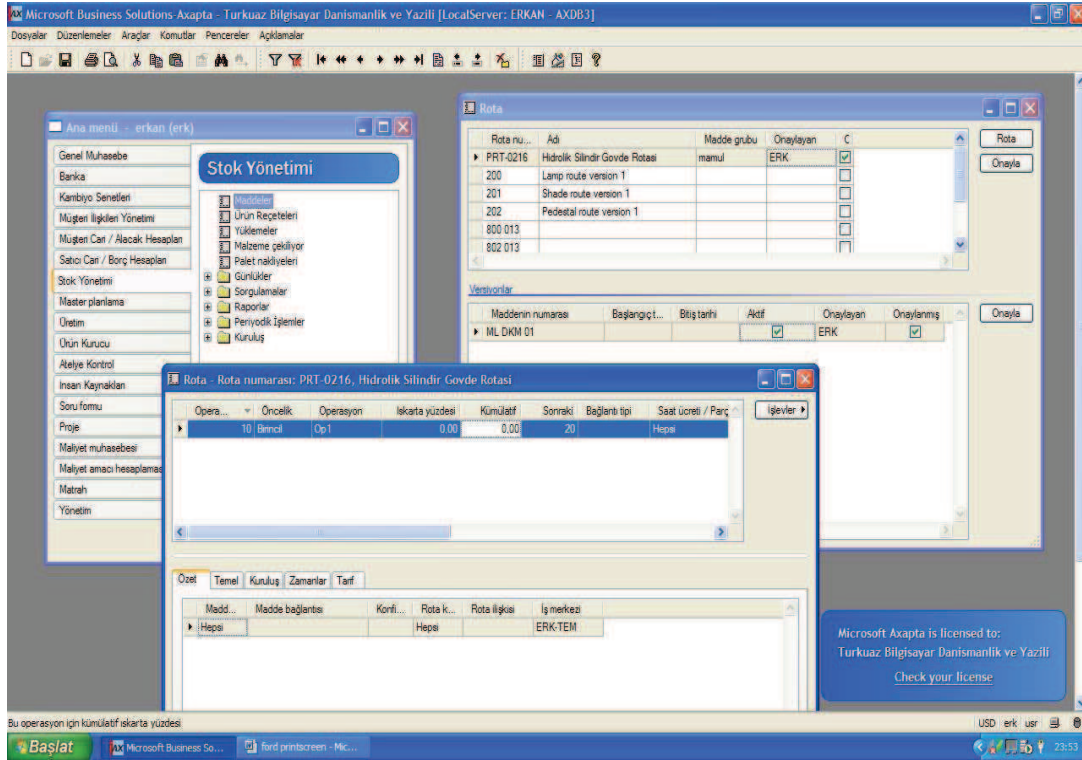 Microsoft Business Solutions-Axapta - Turkuaz Bilgisayar Danismanlik ve Yazili [LocalServer: ERKAN - AXDB3]
Dosyalar Düzenlemeler Araçlar Komutlar Pencereler Açıklamalar
Ana menü - erkan (erk)
Genel Muhasebe
Banka
Kambiyo Senetleri
Müşteri İlişkileri Yönetimi
Müşteri Cari / Alacak Hesapları
Satıcı Cari / Borç Hesapları
Stok Yönetimi
Master planlama
Üretim
Ürün Kurucu
Atelye Kontrol
Insan Kaynakları
Soru formu
Proje
Maliyet muhasebesi
Maliyet amacı hesaplamas
Matrah
Yönetim
Stok Yönetimi
Maddeler
Ürün Reçeteleri
Yüklemeler
Malzeme çekiliyor
Palet nakliyeleri
Günlükler
Sorgulamalar
Raporlar
Periyodik İşlemler
Kuruluş
Rota
Rota nu... Adı Madde grubu Onaylayan C
PRT-0216 Hidrolik Silindir Govde Rotasi mamul ERK
200 Lamp route version 1
201 Shade route version 1
202 Pedestal route version 1
800 013
802 013
Rota
Onayla
Versiyonlar
Maddenin numarası Başlangıç t... Bitiş tarihi Aktif Onaylayan Onaylanmış
ML DKM 01 ERK
Onayla
Rota - Rota numarası: PRT-0216, Hidrolik Silindir Govde Rotasi
Opera... Öncelik Operasyon Iskarta yüzdesi Kümülatif Sonraki Bağlantı tipi Saat ücreti / Parç
10 Birincil Op1 0,00 0,00 20 Hepsi
İşlevler
Özet Temel Kuruluş Zamanlar Tarif
Madd... Madde bağlantısı Konfi... Rota k... Rota ilişkisi İş merkezi
Hepsi Hepsi ERK-TEM
Microsoft Axapta is licensed to:
Turkuaz Bilgisayar Danismanlik ve Yazili
Check your license
Bu operasyon için kümülatif ıskarta yüzdesi
USD erk usr
Başlat Microsoft Business So... ford printscreen - Mic... 23:53